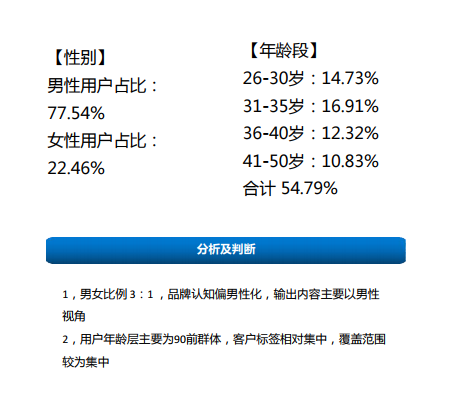 【性别】
男性用户占比：
77.54%
女性用户占比：
22.46%
【年龄段】
26-30岁：14.73%
31-35岁：16.91%
36-40岁：12.32%
41-50岁：10.83%
合计 54.79%
分析及判断
1，男女比例 3：1 ，品牌认知偏男性化，输出内容主要以男性
视角
2，用户年龄层主要为90前群体，客户标签相对集中，覆盖范围
较为集中